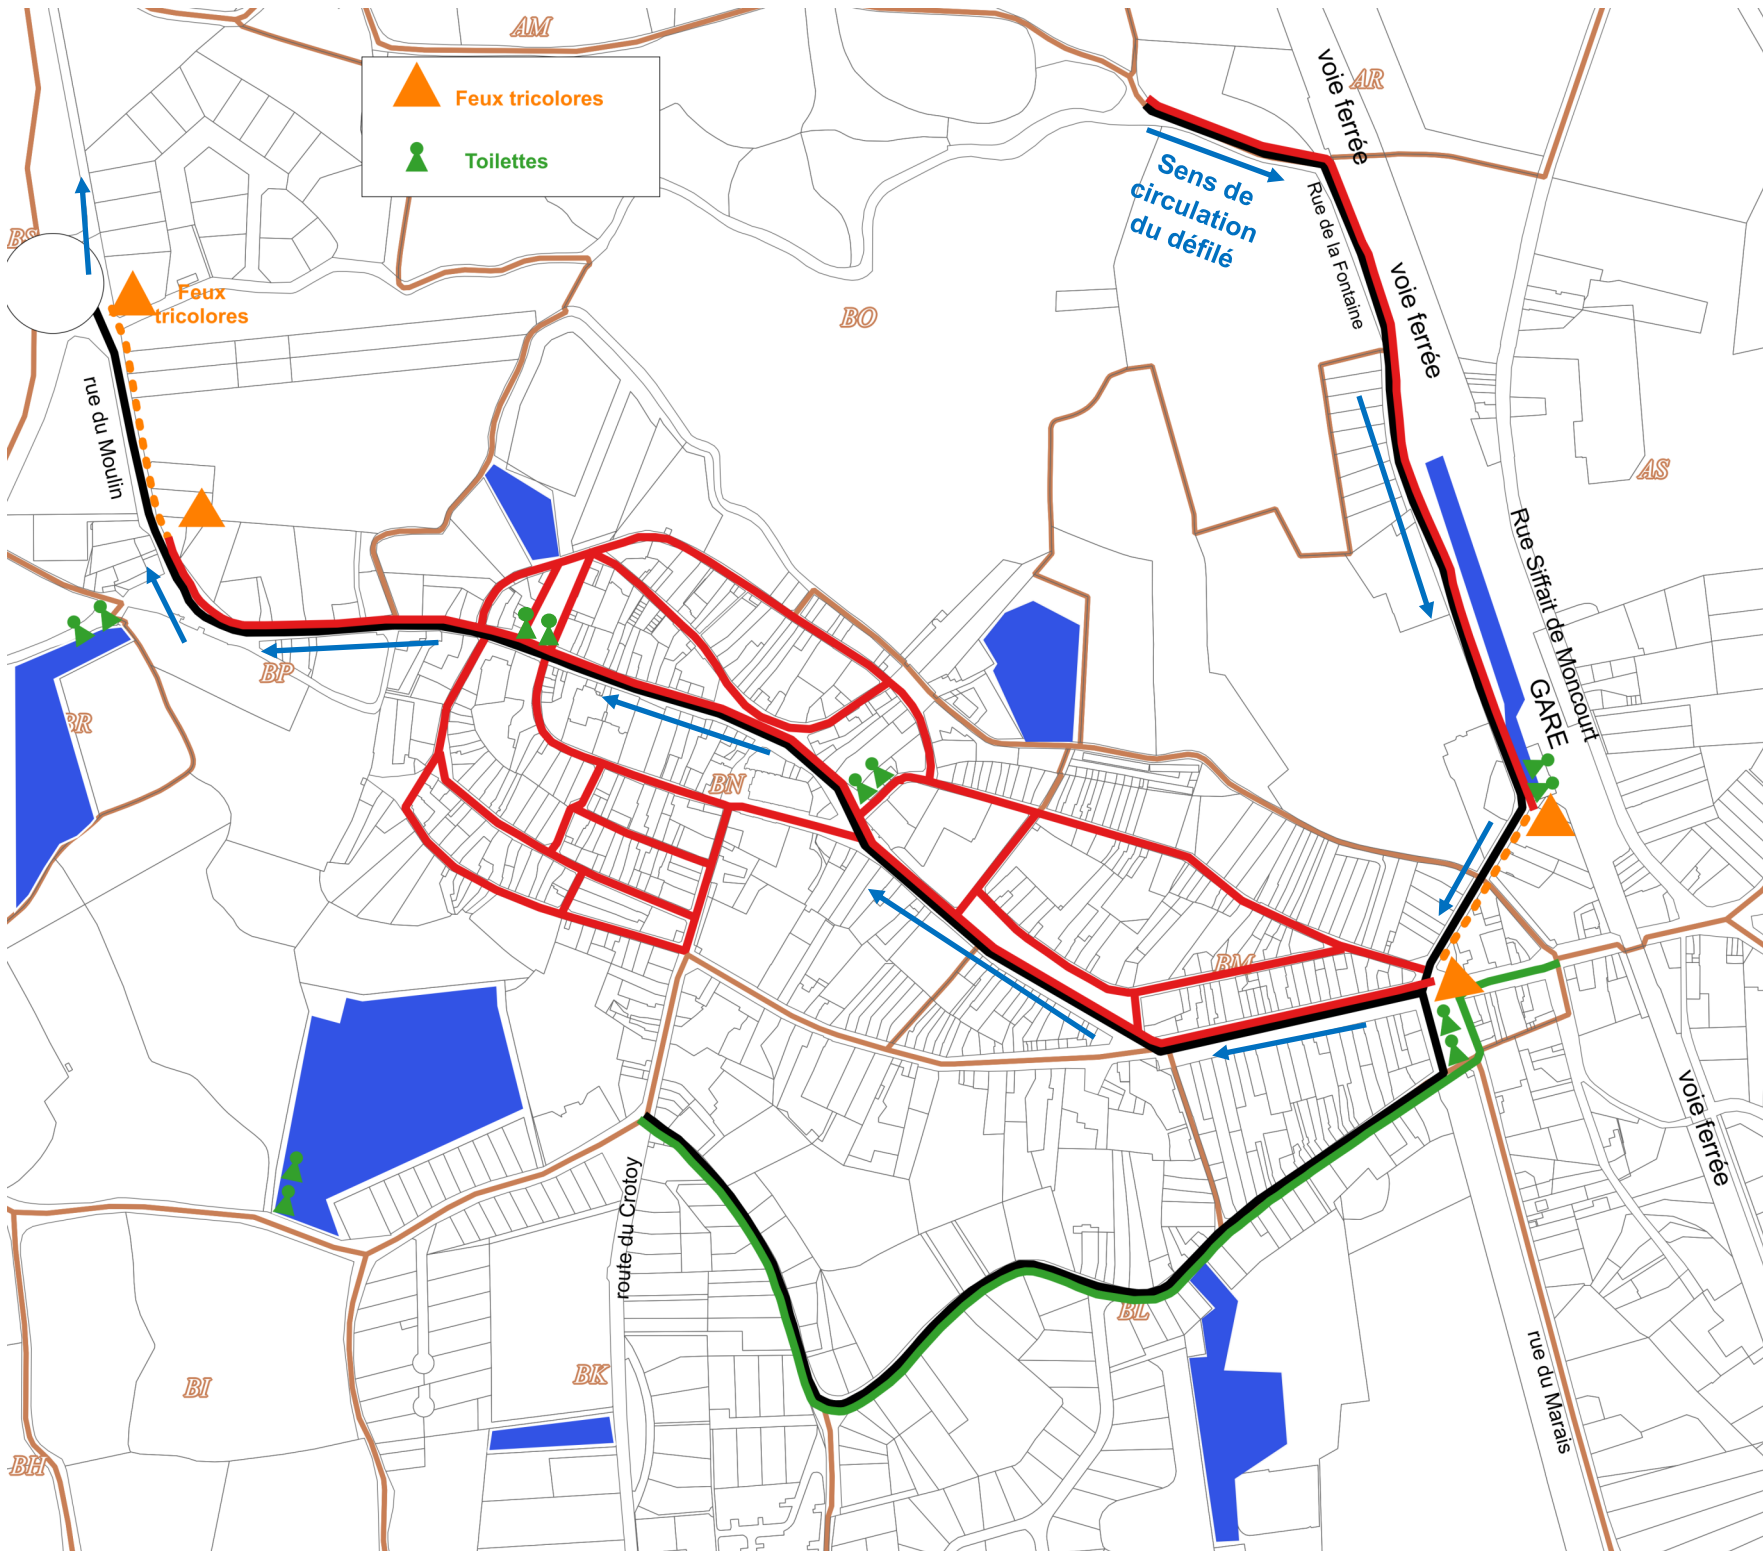 AM
Feux tricolores
Toilettes
voie ferrée
AR
Sens de
circulation
du défilé
Rue de la Fontaine
voie ferrée
BS
Feux
tricolores
BO
rue du Moulin
AS
Rue Siffait de Moncourt
GARE
BP
BR
BN
BM
voie ferrée
route du Crotoy
BL
BI
BK
rue du Marais
BH